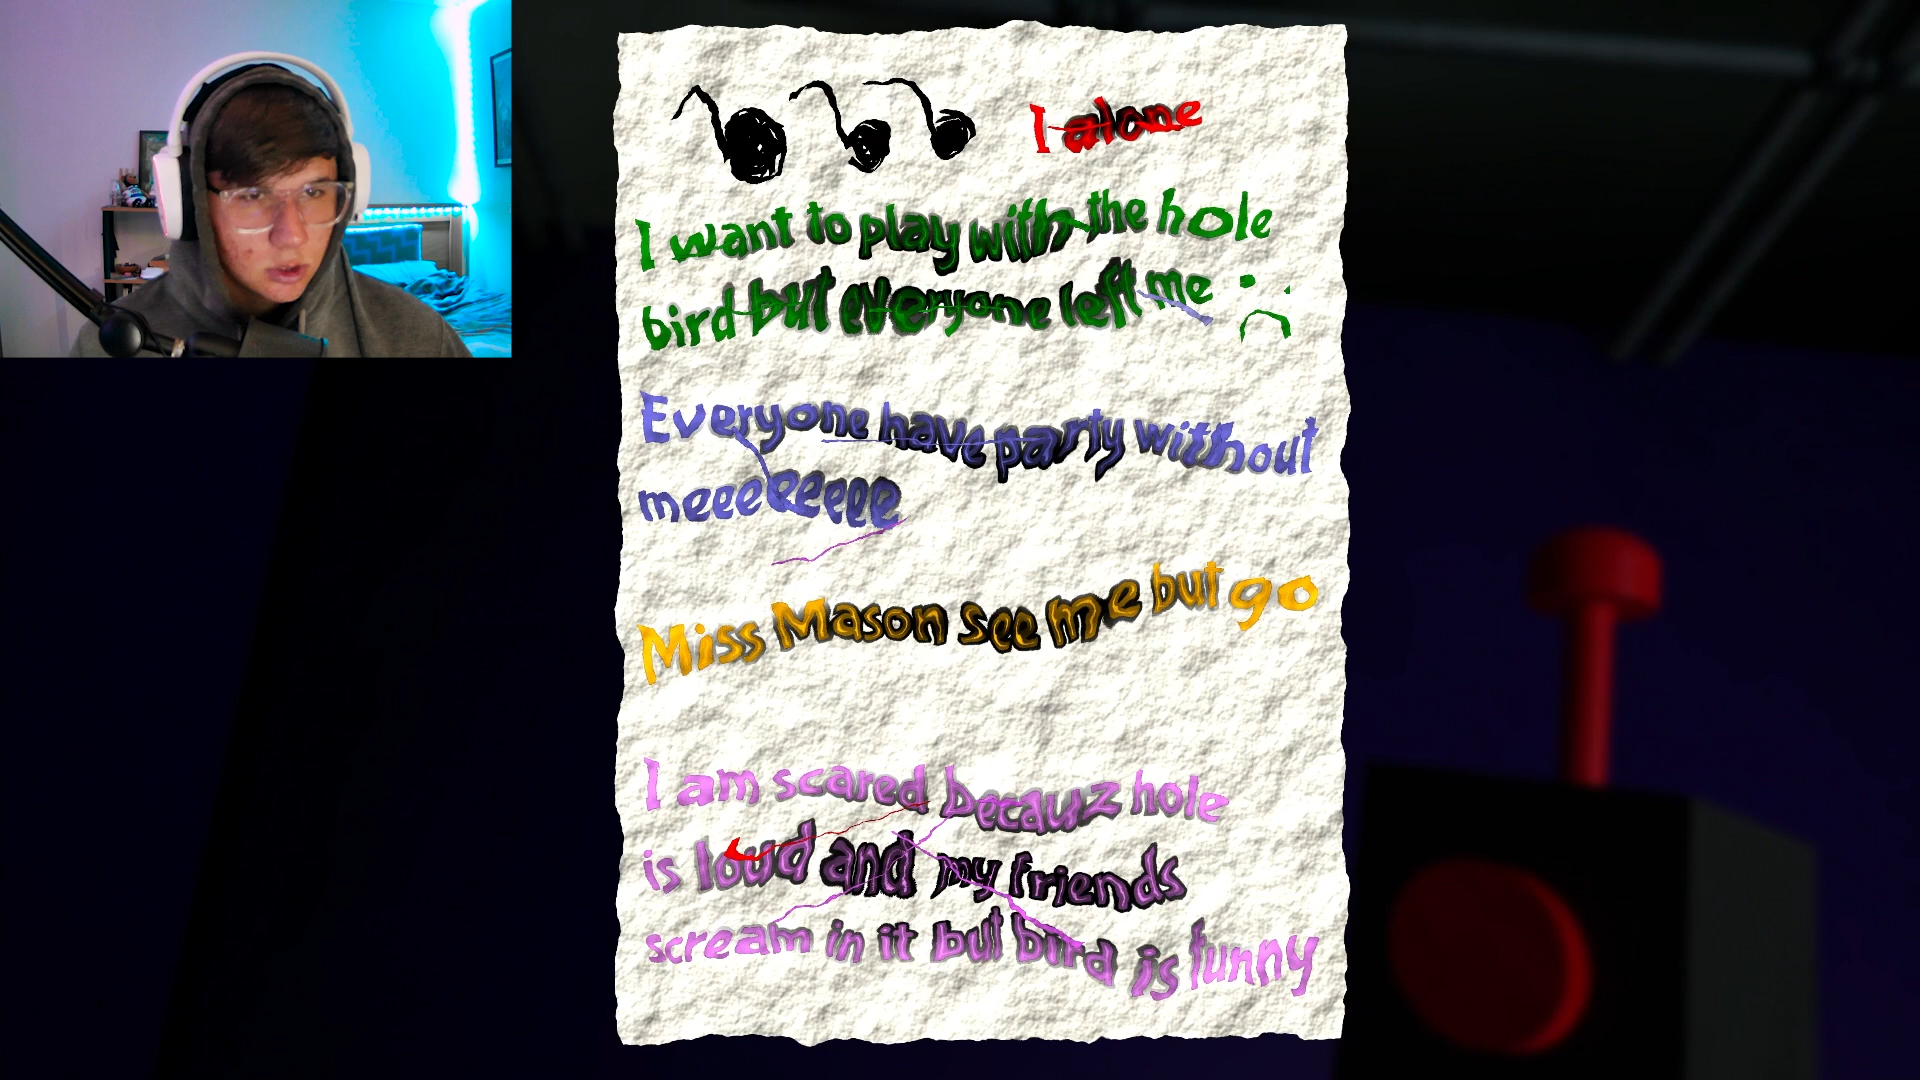 I alone
I want to play with the hole
bird but everyone left me
Everyone have party without
meeeeeeee
Miss Mason see me but go
I am scared becauz hole
is loud and my friends
scream in it but bird is funny